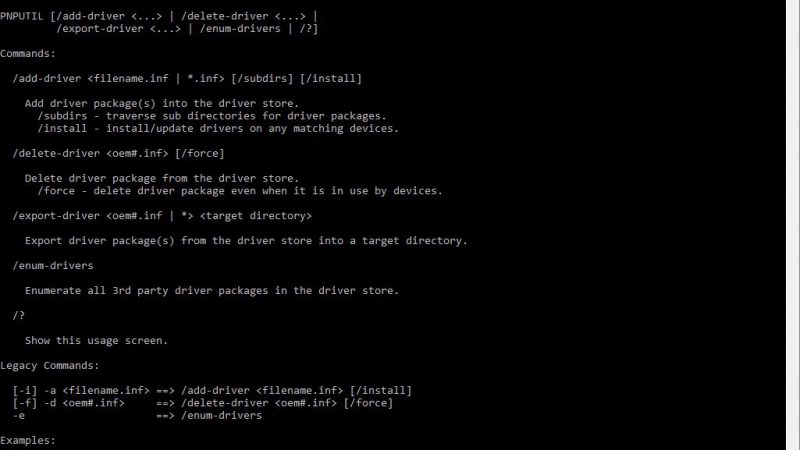 PNPUTIL [/add-driver <...> | /delete-driver <...> |
/export-driver <...> | /enum-drivers | /?]
Commands:
/add-driver <filename.inf | *.inf> [/subdirs] [/install]
Add driver package(s) into the driver store.
/subdirs - traverse sub directories for driver packages.
/install - install/update drivers on any matching devices.
/delete-driver <oem#.inf> [/force]
Delete driver package from the driver store.
/force - delete driver package even when it is in use by devices.
/export-driver <oem#.inf | *> <target directory>
Export driver package(s) from the driver store into a target directory.
/enum-drivers
Enumerate all 3rd party driver packages in the driver store.
/?
Show this usage screen.
Legacy Commands:
[-i] -a <filename.inf> ==> /add-driver <filename.inf> [/install]
[-f] -d <oem#.inf> ==> /delete-driver <oem#.inf> [/force]
-e ==> /enum-drivers
Examples: